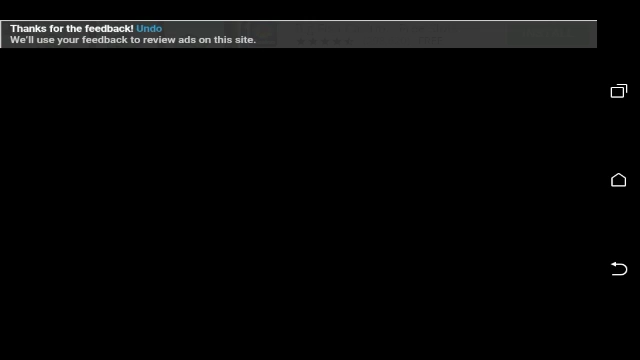 Thanks for the feedback! Undo
We'll use your feedback to review ads on this site.